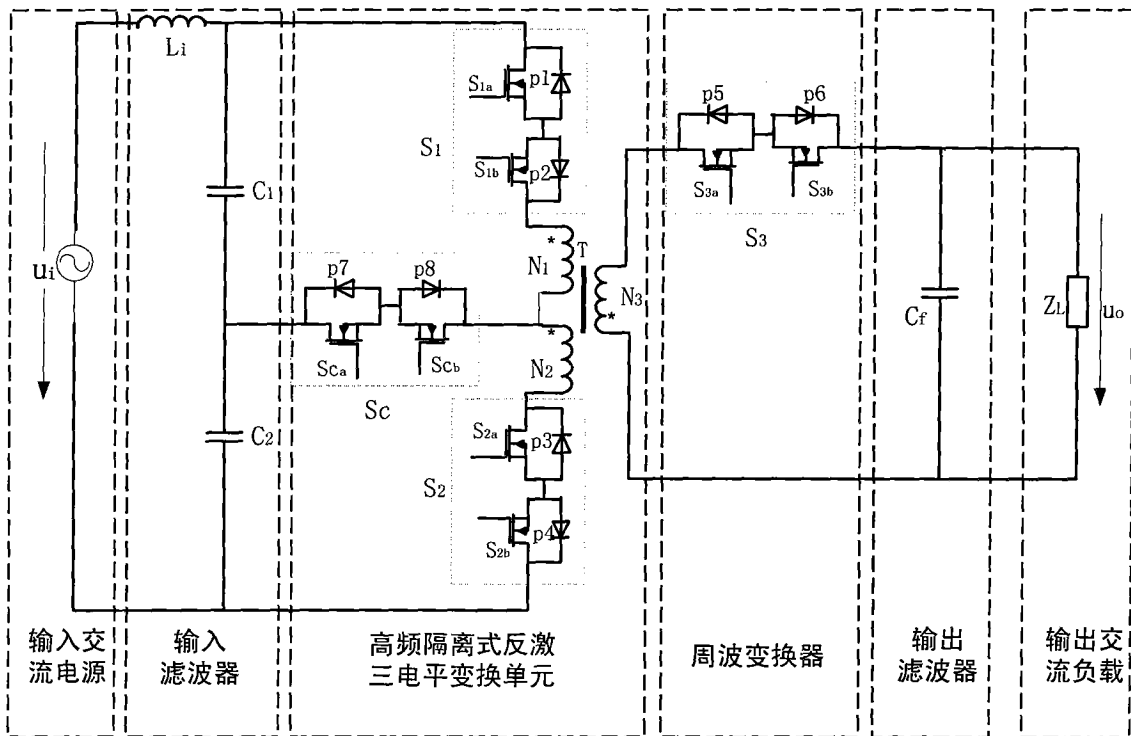 Li
S1a
p1
S1
S1b
p2
C1
ui
p5
p6
S3a
S3b
S3
*
T
N1
N3
*
p7
p8
Sca
Scb
Sc
*
N2
Cf
ZL
uo
C2
S2a
p3
S2
S2b
p4
输入交
流电源
输入
滤波器
高频隔离式反激
三电平变换单元
周波变换器
输出
滤波器
输出交
流负载